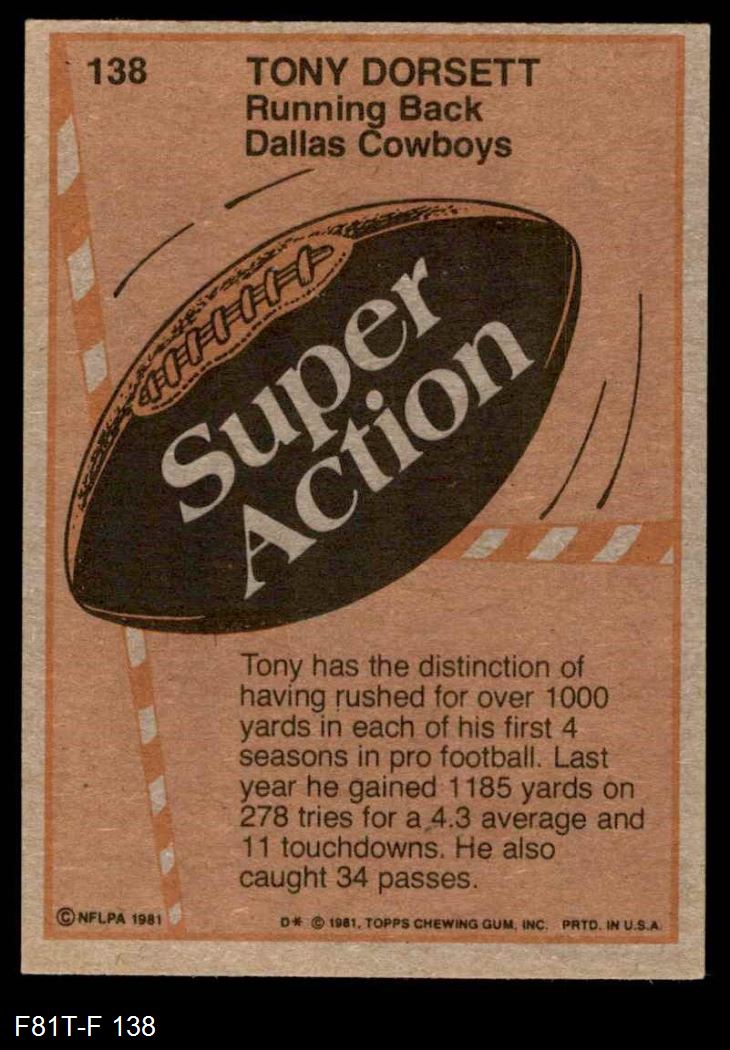 138
TONY DORSETT
Running Back
Dallas Cowboys
Super
Action
Tony has the distinction of
having rushed for over 1000
yards in each of his first 4
seasons in pro football. Last
year he gained 1185 yards on
278 tries for a 4.3 average and
11 touchdowns. He also
caught 34 passes.
© NFLPA 1981
D* © 1981, TOPPS CHEWING GUM, INC. PRTD. IN U.S.A.
F81T-F 138